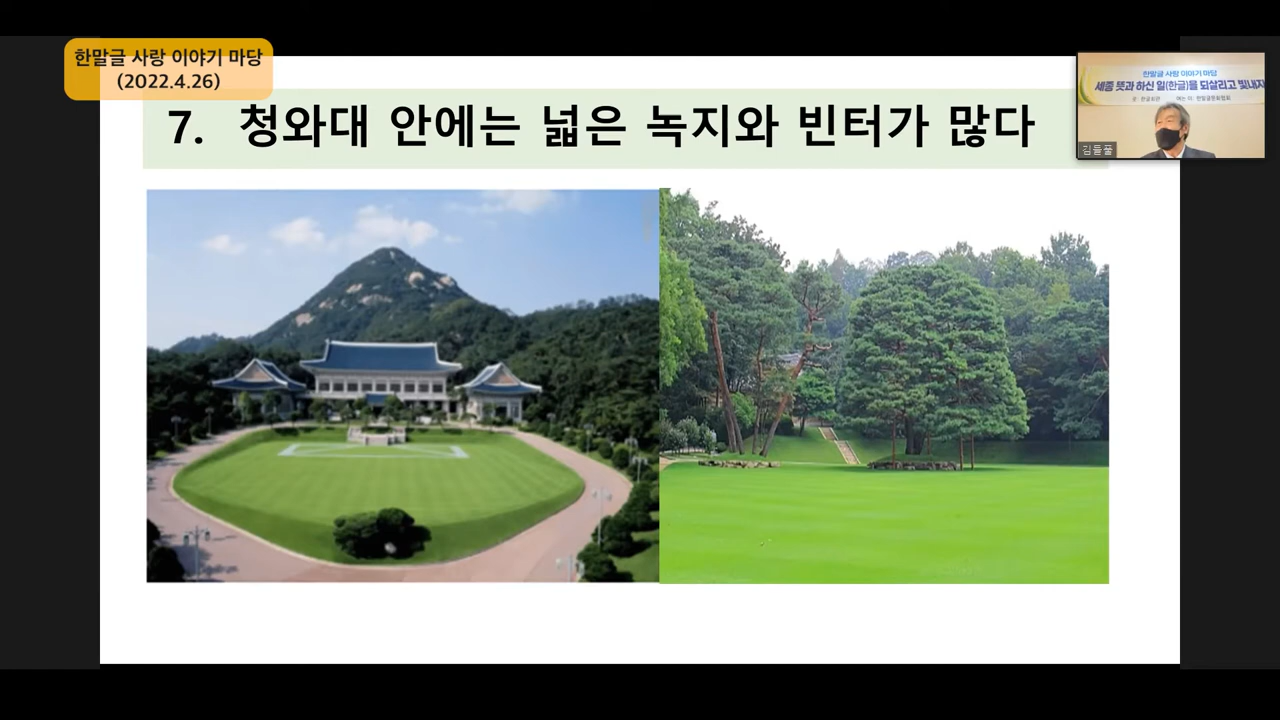 한말글 사랑 이야기 마당
(2022.4.26)
7. 청와대 안에는 넓은 녹지와 빈터가 많다
한말글 사랑 이야기 마당
세종 뜻과 하신 일(한글)을 되살리고 빛내자
김들풀